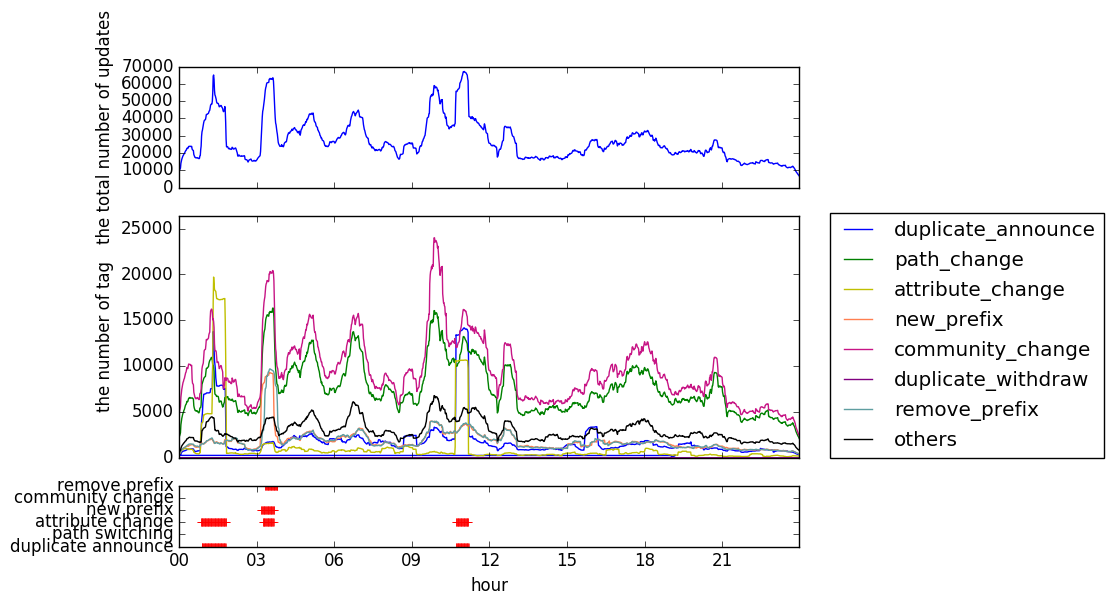 the total number of updates
70000
60000
50000
40000
30000
20000
10000
0
the number of tag
25000
20000
15000
10000
5000
0
duplicate_announce
path_change
attribute_change
new_prefix
community_change
duplicate_withdraw
remove_prefix
others
remove prefix
community change
new prefix
attribute change
path switching
duplicate announce
00 03 06 09 12 15 18 21
hour